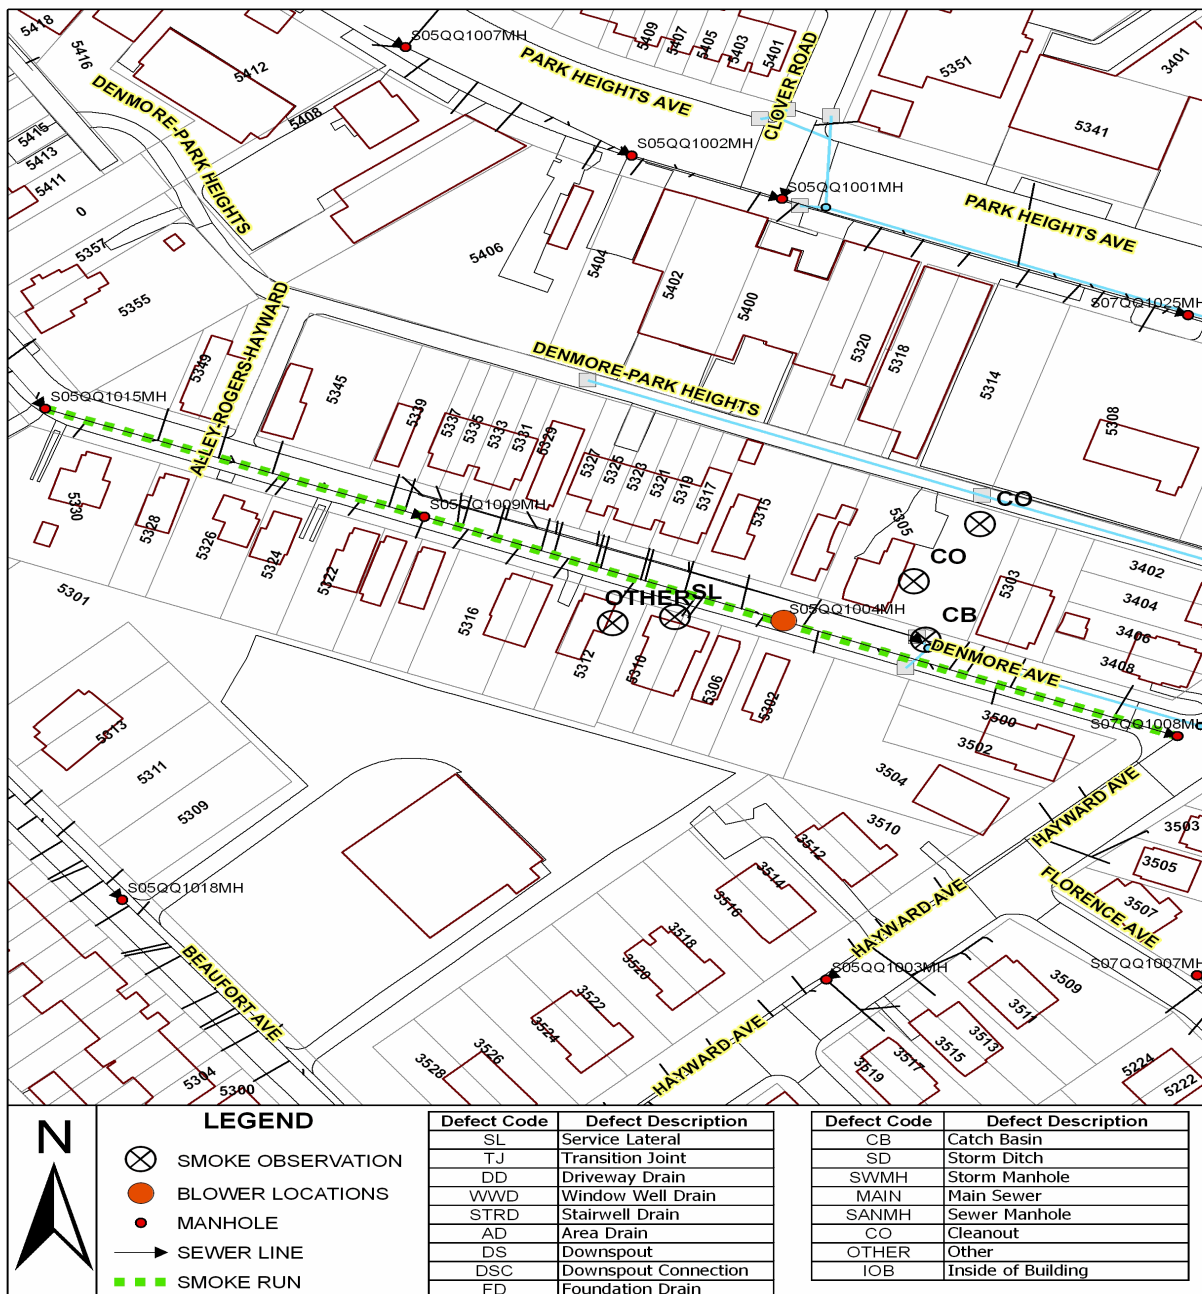 5418
5416
5412
S05QQ1007MH
PARK HEIGHTS AVE
5409
5407
5405
5403
5401
CLOVER ROAD
5351
3401
5341
DENMORE-PARK HEIGHTS
5408
5415
5413
5411
0
S05QQ1002MH
S05QQ1001MH
PARK HEIGHTS AVE
5357
5355
5406
5404
5402
5400
5320
5318
5314
S07QQ1025MH
5308
ALLEY-ROGERS-HAYWARD
DENMORE-PARK HEIGHTS
5349
5345
5339
5337
5335
5333
5331
5329
5327
5325
5323
5321
5319
5317
5315
5305
CO
S05QQ1015MH
S05QQ1009MH
5330
5328
5326
5324
5322
5316
5312
5310
5306
5302
5301
OTHER
SL
S05QQ1004MH
CO
CB
5303
3402
3404
3406
3408
DENMORE AVE
3500
3502
3504
3510
S07QQ1008MH
HAYWARD AVE
5313
5311
5309
3512
3514
3516
3518
3520
3522
3524
3526
3528
3503
3505
3507
FLORENCE AVE
HAYWARD AVE
S05QQ1018MH
BEAUFORT AVE
S05QQ1003MH
S07QQ1007MH
3509
3511
3513
3515
3517
3519
HAYWARD AVE
5304
5300
5224
5222
N
LEGEND
SMOKE OBSERVATION
BLOWER LOCATIONS
MANHOLE
SEWER LINE
SMOKE RUN
Defect Code Defect Description
SL Service Lateral
TJ Transition Joint
DD Driveway Drain
WWD Window Well Drain
STRD Stairwell Drain
AD Area Drain
DS Downspout
DSC Downspout Connection
FD Foundation Drain
Defect Code Defect Description
CB Catch Basin
SD Storm Ditch
SWMH Storm Manhole
MAIN Main Sewer
SANMH Sewer Manhole
CO Cleanout
OTHER Other
IOB Inside of Building